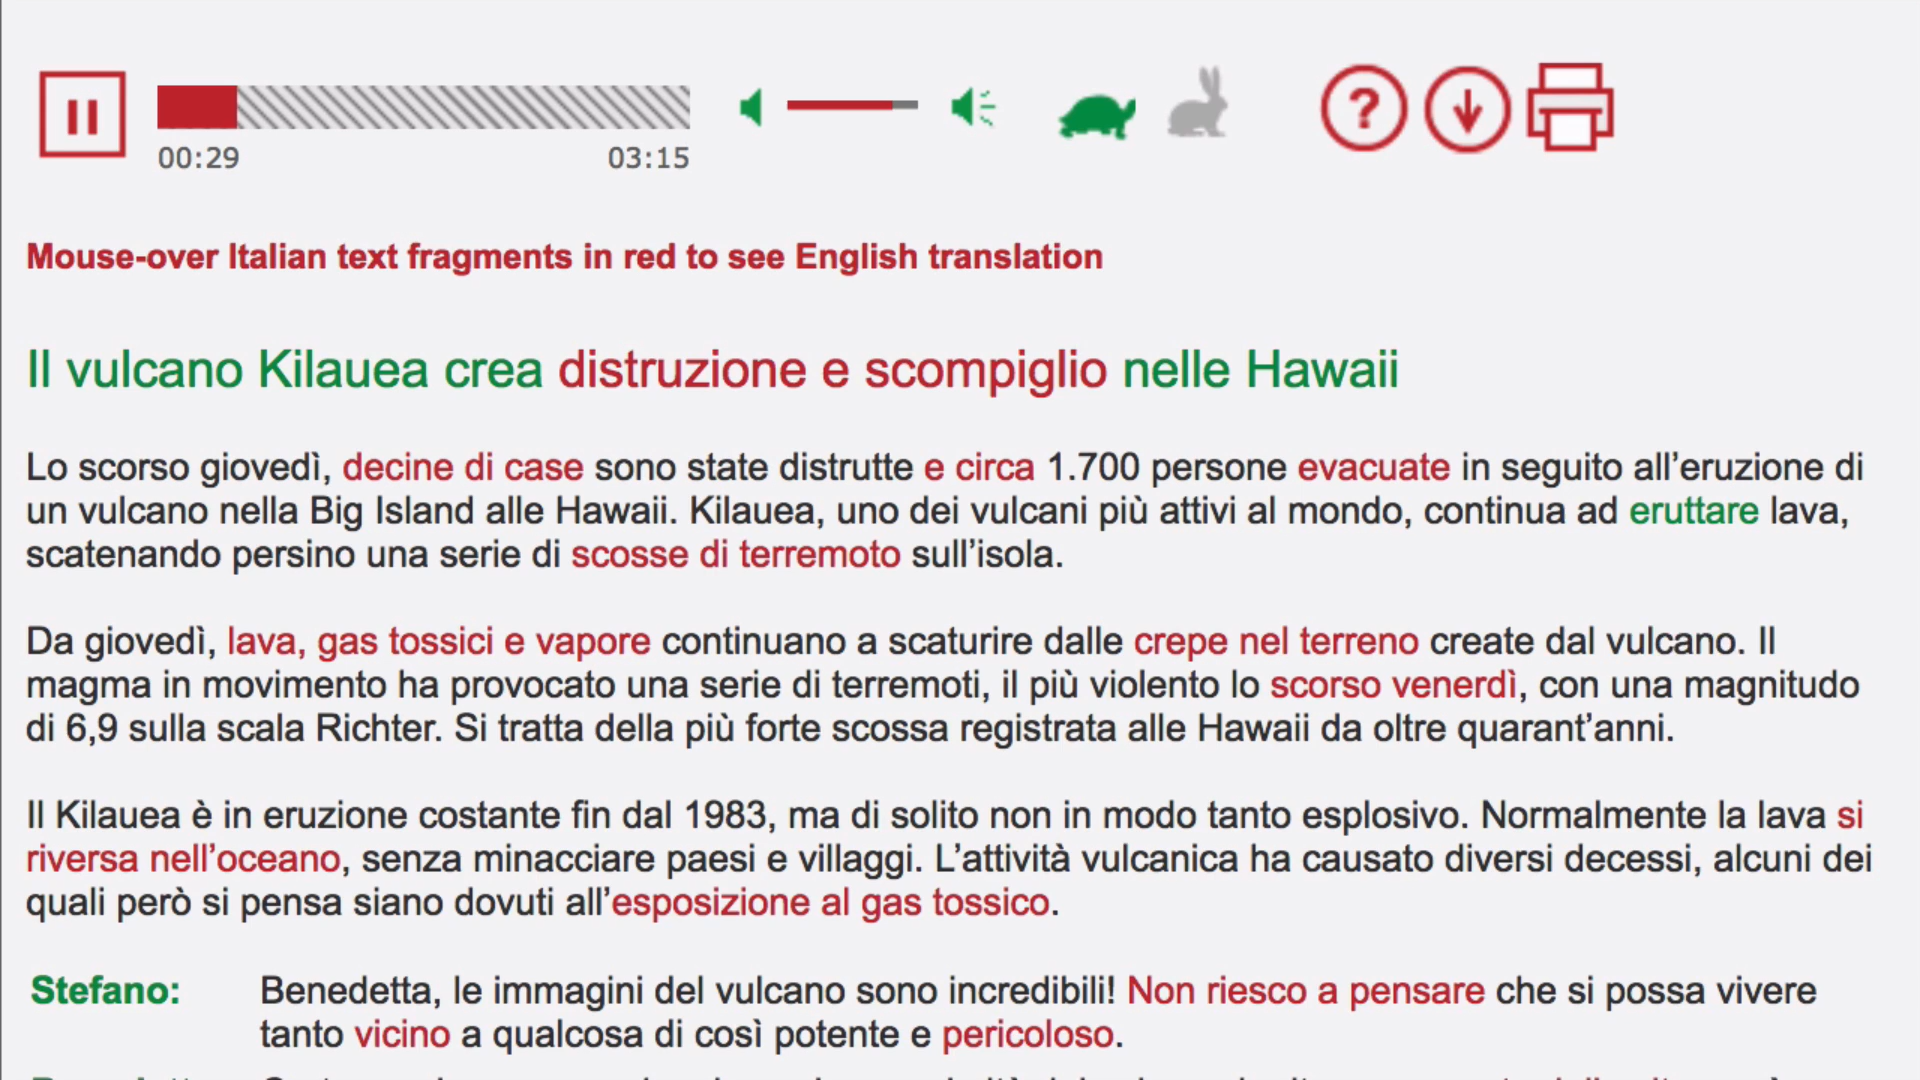 00:29 03:15
?
Mouse-over Italian text fragments in red to see English translation
Il vulcano Kilauea crea distruzione e scompiglio nelle Hawaii
Lo scorso giovedì, decine di case sono state distrutte e circa 1.700 persone evacuate in seguito all’eruzione di
un vulcano nella Big Island alle Hawaii. Kilauea, uno dei vulcani più attivi al mondo, continua ad eruttare lava,
scatenando persino una serie di scosse di terremoto sull’isola.
Da giovedì, lava, gas tossici e vapore continuano a scaturire dalle crepe nel terreno create dal vulcano. Il
magma in movimento ha provocato una serie di terremoti, il più violento lo scorso venerdì, con una magnitudo
di 6,9 sulla scala Richter. Si tratta della più forte scossa registrata alle Hawaii da oltre quarant’anni.
Il Kilauea è in eruzione costante fin dal 1983, ma di solito non in modo tanto esplosivo. Normalmente la lava si
riversa nell’oceano, senza minacciare paesi e villaggi. L’attività vulcanica ha causato diversi decessi, alcuni dei
quali però si pensa siano dovuti all’esposizione al gas tossico.
Stefano: Benedetta, le immagini del vulcano sono incredibili! Non riesco a pensare che si possa vivere
tanto vicino a qualcosa di così potente e pericoloso.